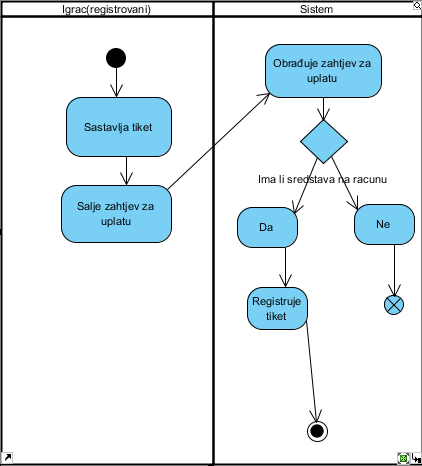 Igrac(registrovani)
Sistem
Sastavlja tiket
Salje zahtjev za
uplatu
Obrađuje zahtjev za
uplatu
Ima li sredstava na racunu
Da
Ne
Registruje
tiket